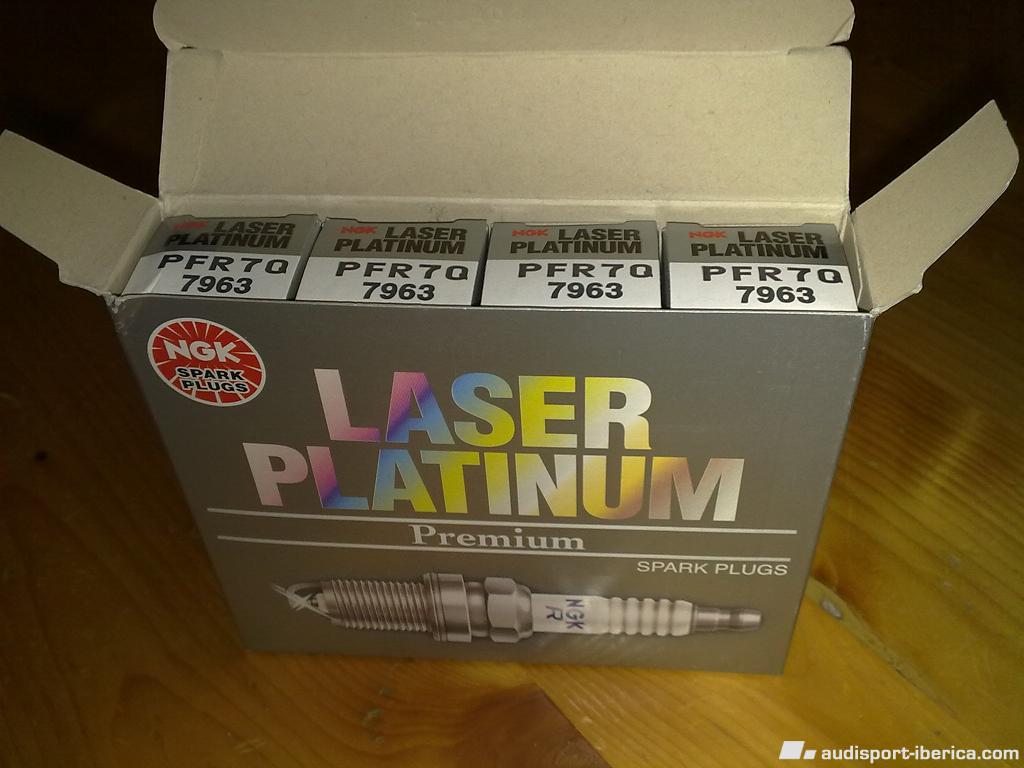 NGK LASER
PLATINUM
PFR7Q
7963
NGK LASER
PLATINUM
PFR7Q
7963
NGK LASER
PLATINUM
PFR7Q
7963
NGK LASER
PLATINUM
PFR7Q
7963
NGK
SPARK
PLUGS
LASER
PLATINUM
Premium
SPARK PLUGS
NGK
R
audisport-iberica.com